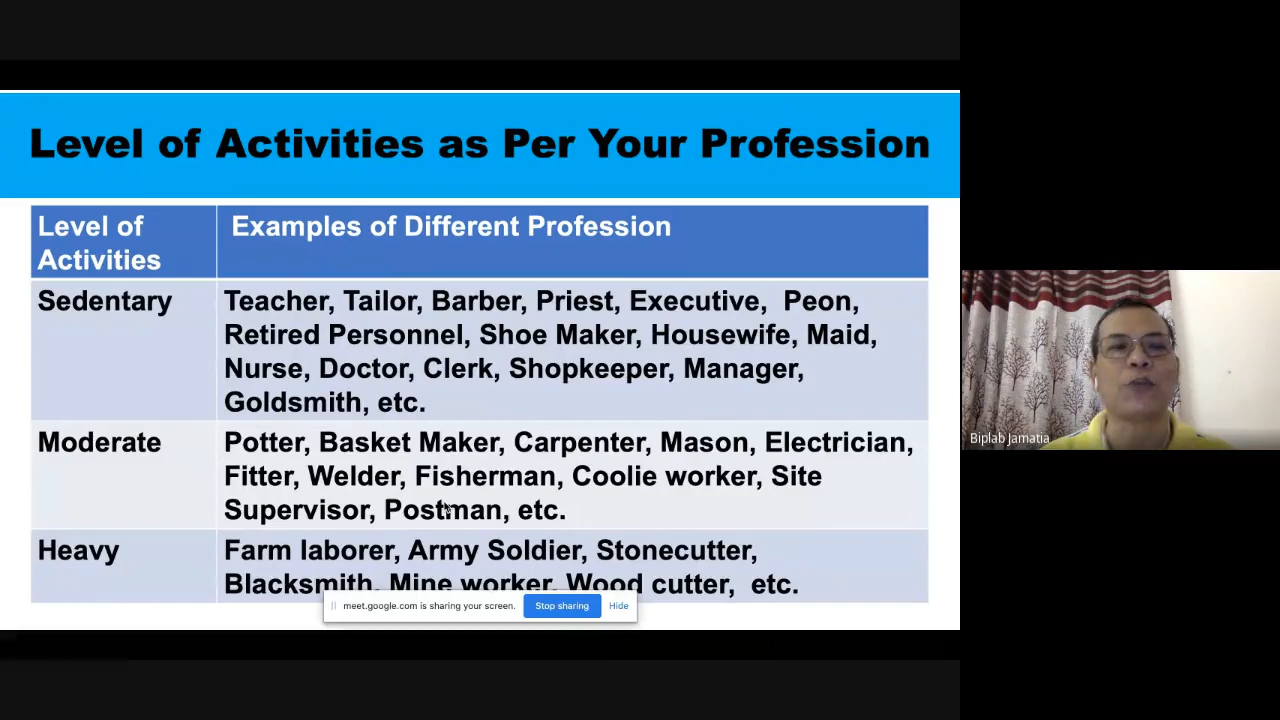 Level of Activities as Per Your Profession
Level of
Activities
Examples of Different Profession
Sedentary
Teacher, Tailor, Barber, Priest, Executive, Peon,
Retired Personnel, Shoe Maker, Housewife, Maid,
Nurse, Doctor, Clerk, Shopkeeper, Manager,
Goldsmith, etc.
Moderate
Potter, Basket Maker, Carpenter, Mason, Electrician,
Fitter, Welder, Fisherman, Coolie worker, Site
Supervisor, Postman, etc.
Heavy
Farm laborer, Army Soldier, Stonecutter,
Blacksmith, Mine worker, Wood cutter, etc.
meet.google.com is sharing your screen. Stop sharing Hide
Biplab Jamatia